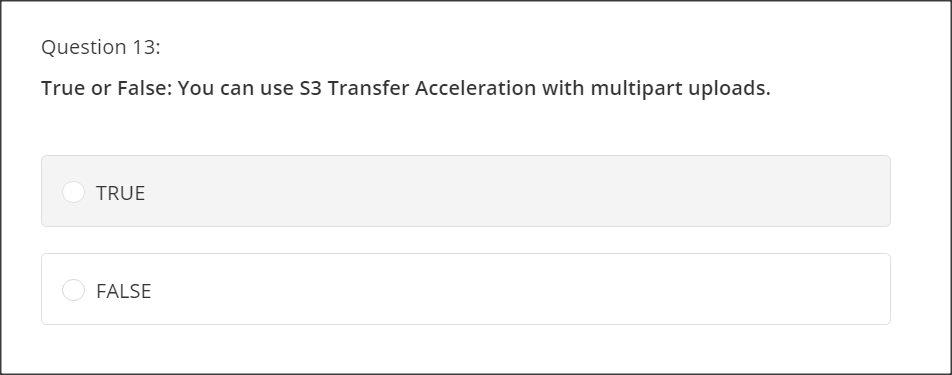 Question 13:
True or False: You can use S3 Transfer Acceleration with multipart uploads.
TRUE
FALSE